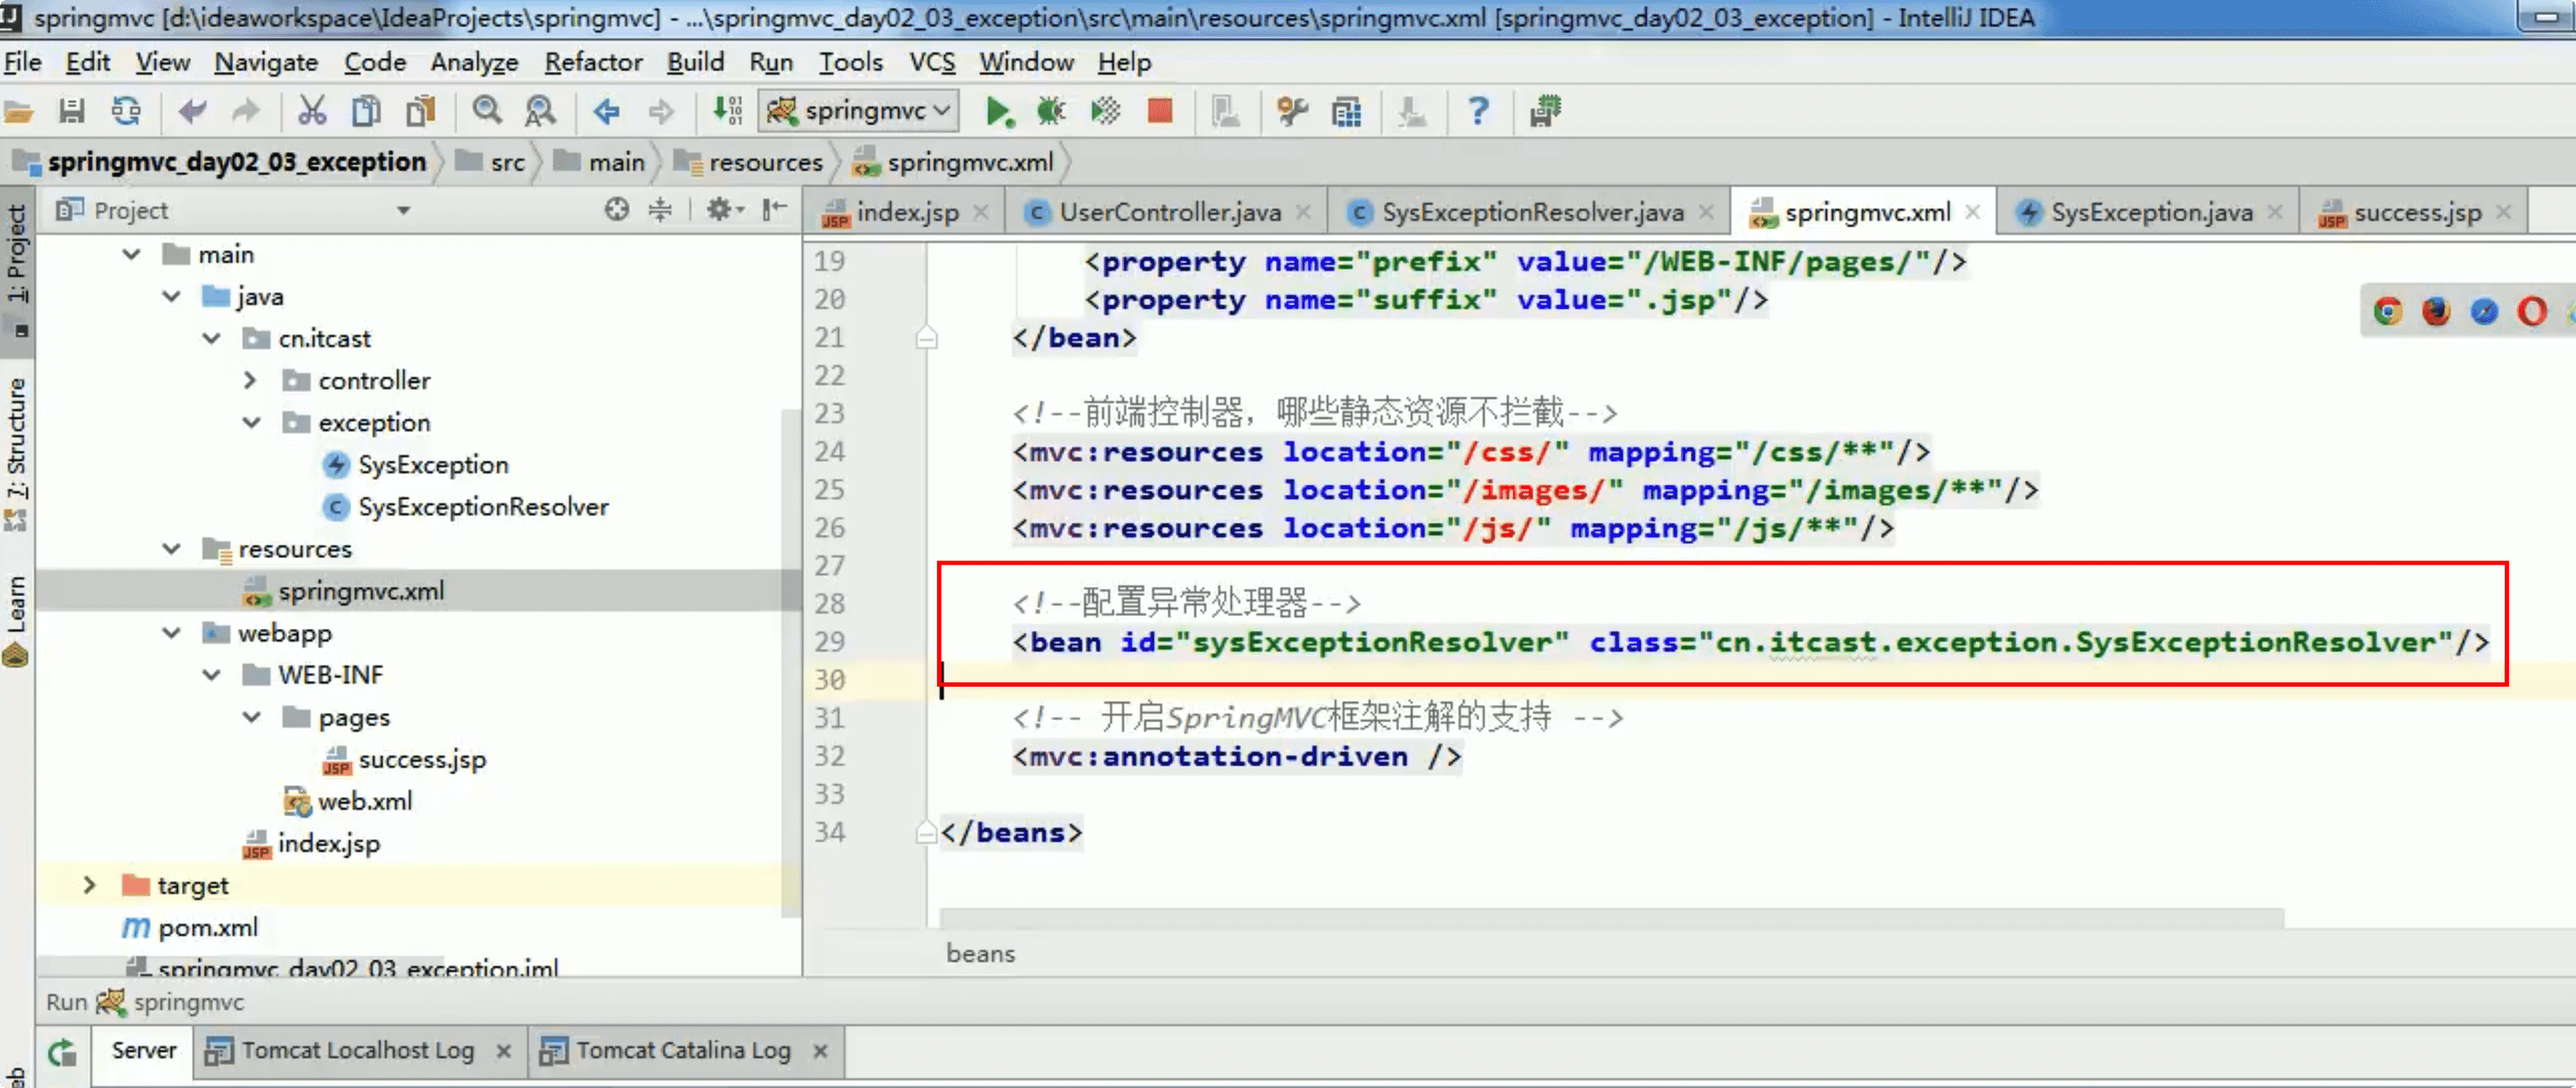 springmvc [d:\ideaworkspace\IdeaProjects\springmvc] - ...\springmvc_day02_03_exception\src\main\resources\springmvc.xml [springmvc_day02_03_exception] - IntelliJ IDEA
File Edit View Navigate Code Analyze Refactor Build Run Tools VCS Window Help
springmvc
springmvc_day02_03_exception src main resources springmvc.xml
1: Project
7: Structure
Learn
Project
main
java
cn.itcast
controller
exception
SysException
SysExceptionResolver
resources
springmvc.xml
webapp
WEB-INF
pages
success.jsp
web.xml
index.jsp
target
pom.xml
springmvc_day02_03_exception.iml
index.jsp UserController.java SysExceptionResolver.java springmvc.xml SysException.java success.jsp
19 <property name="prefix" value="/WEB-INF/pages/"/>
20 <property name="suffix" value=".jsp"/>
21 </bean>
22
23 <!--前端控制器，哪些静态资源不拦截-->
24 <mvc:resources location="/css/" mapping="/css/**"/>
25 <mvc:resources location="/images/" mapping="/images/**"/>
26 <mvc:resources location="/js/" mapping="/js/**"/>
27
28 <!--配置异常处理器-->
29 <bean id="sysExceptionResolver" class="cn.itcast.exception.SysExceptionResolver"/>
30
31 <!-- 开启SpringMVC框架注解的支持 -->
32 <mvc:annotation-driven />
33
34 </beans>
beans
Run springmvc
Server Tomcat Localhost Log Tomcat Catalina Log